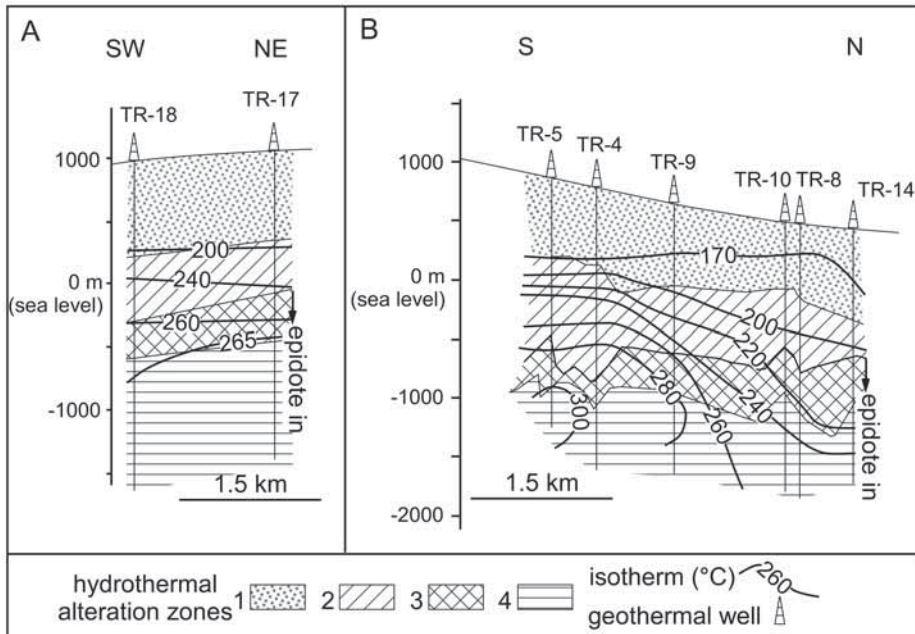 A
SW NE
TR-18
TR-17
1000
0 m
(sea level)
-1000
200
240
260
265
epidote in
1.5 km
B
S N
TR-5
TR-4
TR-9
TR-10
TR-8
TR-14
1000
0 m
(sea level)
-1000
-2000
170
200
220
240
260
280
300
epidote in
1.5 km
hydrothermal
alteration zones 1 2 3 4
isotherm (°C) 260
geothermal well